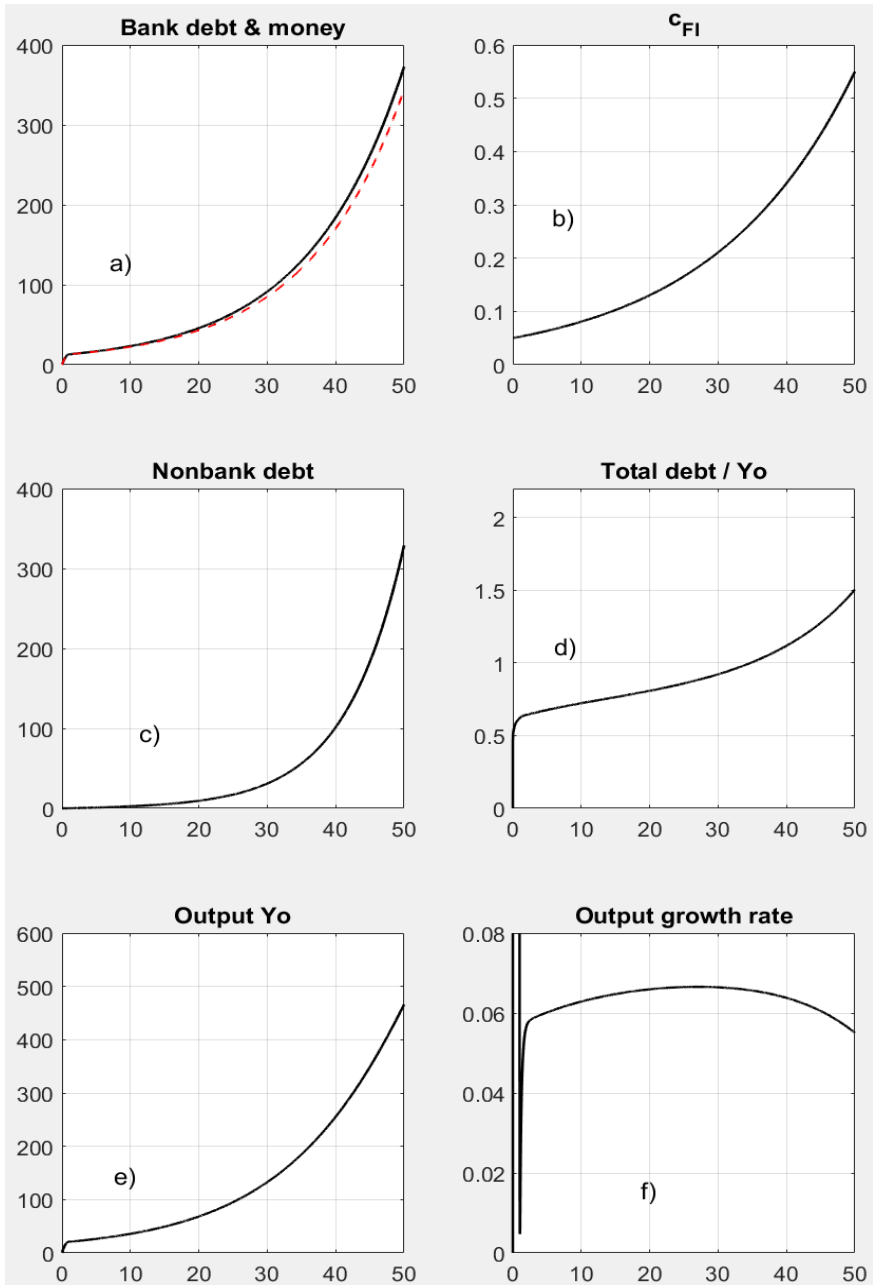 Bank debt & money
400
300
200
100
0
0 10 20 30 40 50
a)
cFI
0.6
0.5
0.4
0.3
0.2
0.1
0
0 10 20 30 40 50
b)
Nonbank debt
400
300
200
100
0
0 10 20 30 40 50
c)
Total debt / Yo
2
1.5
1
0.5
0
0 10 20 30 40 50
d)
Output Yo
600
500
400
300
200
100
0
0 10 20 30 40 50
e)
Output growth rate
0.08
0.06
0.04
0.02
0
0 10 20 30 40 50
f)